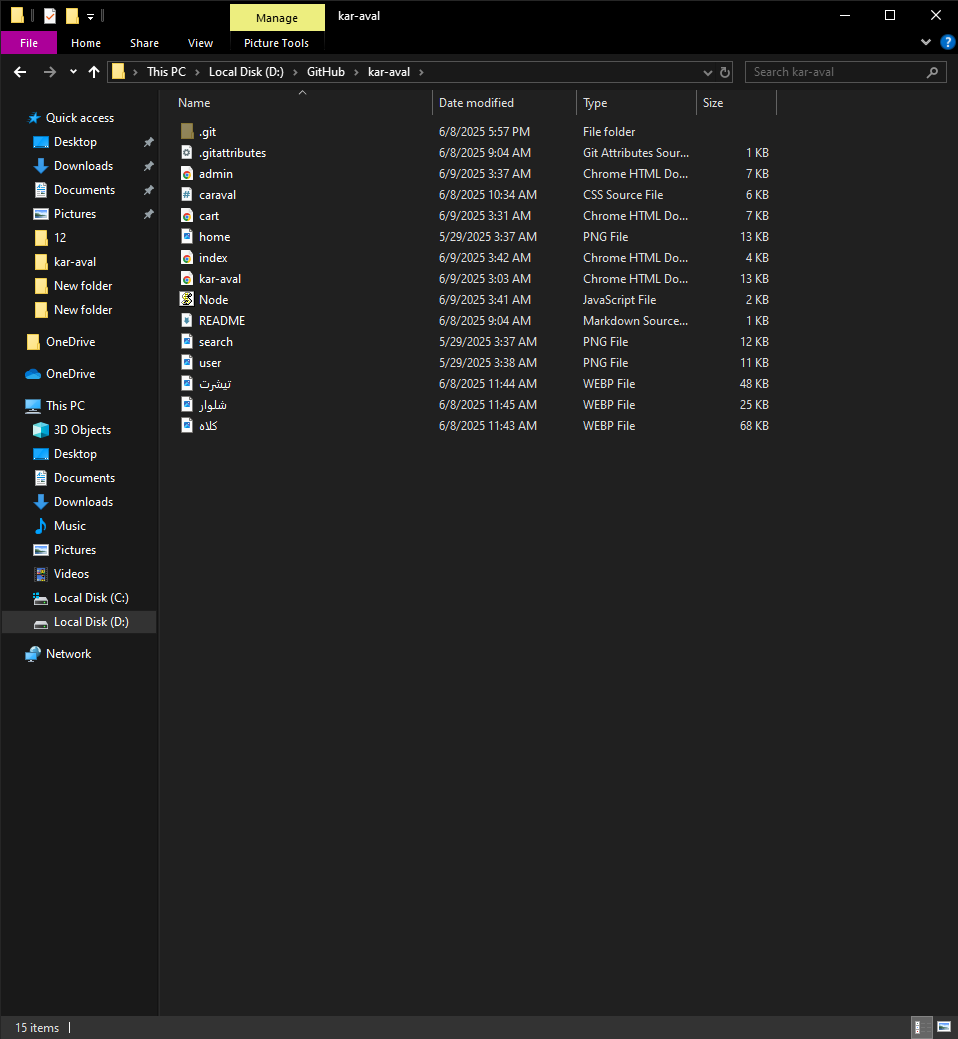 Manage kar-aval
File Home Share View Picture Tools
This PC Local Disk (D:) GitHub kar-aval Search kar-aval
Name Date modified Type Size
Quick access
Desktop
Downloads
Documents
Pictures
12
kar-aval
New folder
New folder
OneDrive
OneDrive
This PC
3D Objects
Desktop
Documents
Downloads
Music
Pictures
Videos
Local Disk (C:)
Local Disk (D:)
Network
.git 6/8/2025 5:57 PM File folder
.gitattributes 6/8/2025 9:04 AM Git Attributes Sour... 1 KB
admin 6/9/2025 3:37 AM Chrome HTML Do... 7 KB
caraval 6/8/2025 10:34 AM CSS Source File 6 KB
cart 6/9/2025 3:31 AM Chrome HTML Do... 7 KB
home 5/29/2025 3:37 AM PNG File 13 KB
index 6/9/2025 3:42 AM Chrome HTML Do... 4 KB
kar-aval 6/9/2025 3:03 AM Chrome HTML Do... 13 KB
Node 6/9/2025 3:41 AM JavaScript File 2 KB
README 6/8/2025 9:04 AM Markdown Source... 1 KB
search 5/29/2025 3:37 AM PNG File 12 KB
user 5/29/2025 3:38 AM PNG File 11 KB
تیشرت 6/8/2025 11:44 AM WEBP File 48 KB
شلوار 6/8/2025 11:45 AM WEBP File 25 KB
کلاه 6/8/2025 11:43 AM WEBP File 68 KB
15 items